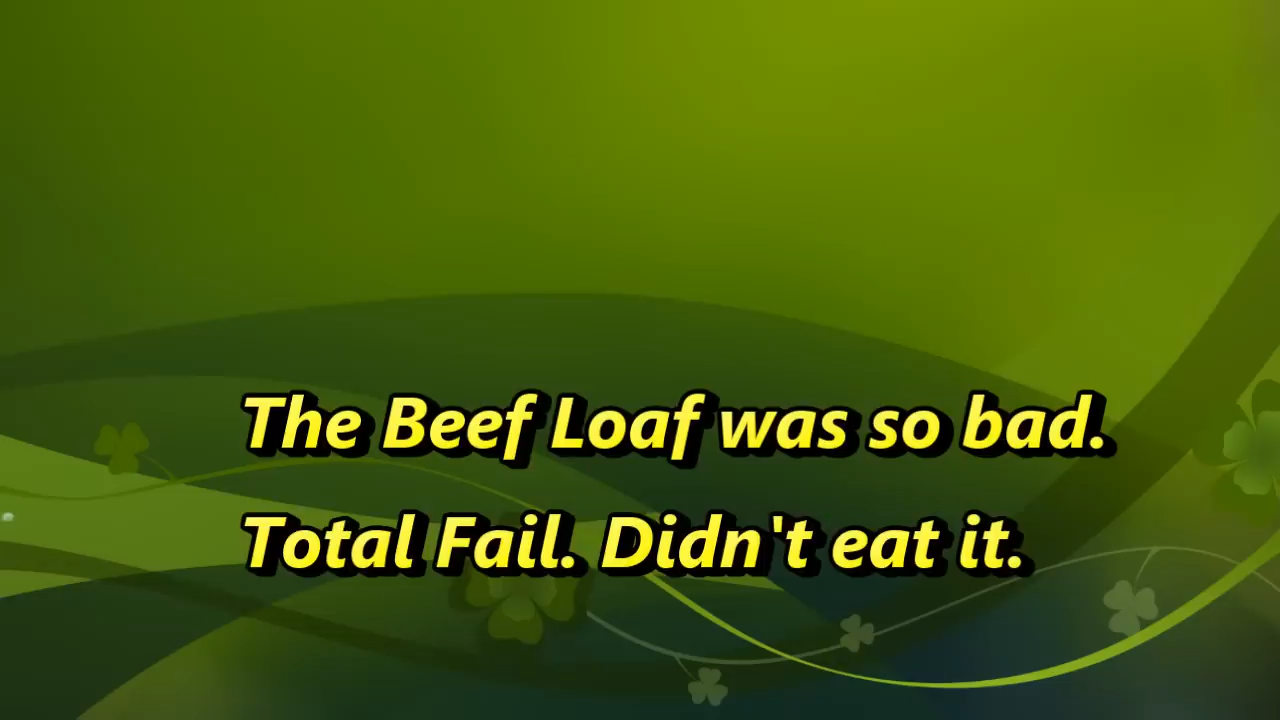 The Beef Loaf was so bad.
Total Fail. Didn't eat it.